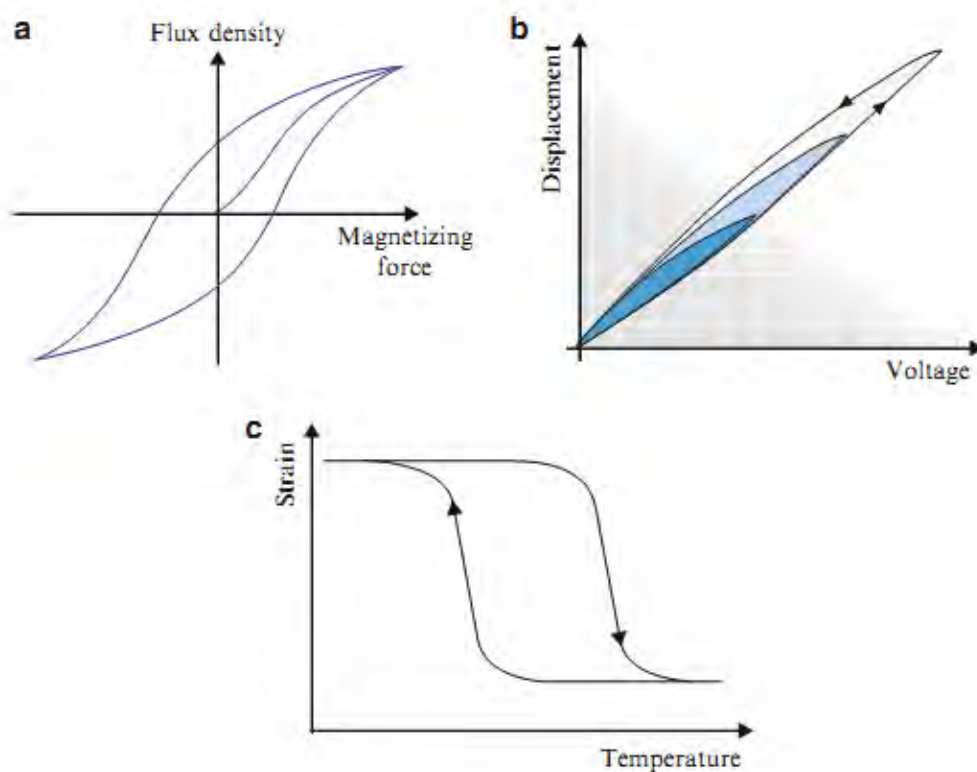 a
Flux density
Magnetizing
force
b
Displacement
Voltage
c
Strain
Temperature